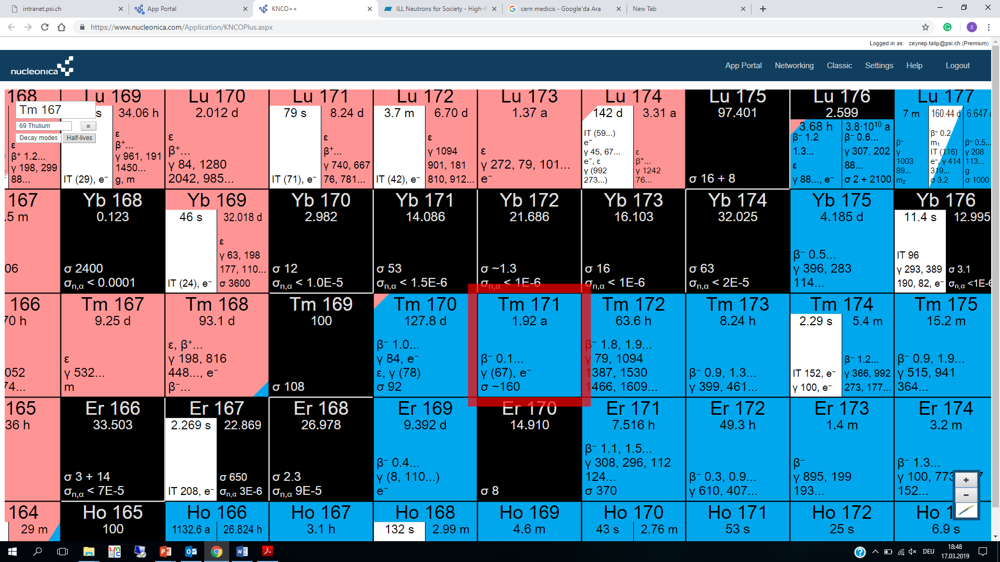 intranet.psi.ch
App Portal
KNCO++
ILL Neutrons for Society - High-fl
cern medicis - Google'da Ara
New Tab
https://www.nucleonica.com/Application/KNCOPlus.aspx
z
Logged in as: zeynep.talip@psi.ch (Premium)
nucleonica
App Portal Networking Classic Settings Help Logout
Tm 167
69 Thulium
≡
Decay modes
Half-lives
168
ε
β⁺ 1.2...
γ 198, 299
88...
Lu 169
s
IT (29), e⁻
34.06 h
ε
β⁺...
γ 961, 191
1450...
g, m
Lu 170
2.012 d
ε
β⁺...
γ 84, 1280
2042, 985...
Lu 171
79 s
IT (71), e⁻
8.24 d
ε
β⁺...
γ 740, 667
76, 781...
Lu 172
3.7 m
IT (42), e⁻
6.70 d
ε
γ 1094
901, 181
810, 912...
Lu 173
1.37 a
ε
γ 272, 79, 101...
e⁻
Lu 174
142 d
IT (59...)
e⁻
γ 45, 67...
e⁻, ε
γ (992
273...)
3.31 a
ε
β⁺...
γ 1242
76...
Lu 175
97.401
σ 16 + 8
Lu 176
2.599
3.68 h
β⁻ 1.2
1.3...
ε
γ 88..., e⁻
3.8·10¹⁰ a
β⁻ 0.6...
γ 307, 202
88...
σ 2 + 2100
Lu 177
7 m
β⁻
γ
1003
89...
m₂
160.44 d
β⁻ 0.2
m₁
IT (116)
e⁻, γ 414
319...
σ 3.2
6.647 d
β⁻ 0.5...
γ 208
113...
g
σ 1000
167
.5 m
06
Yb 168
0.123
σ 2400
σn,α < 0.0001
Yb 169
46 s
IT (24), e⁻
32.018 d
ε
γ 63, 198
177, 110...
σ 3600
Yb 170
2.982
σ 12
σn,α < 1.0E-5
Yb 171
14.086
σ 53
σn,α < 1.5E-6
Yb 172
21.686
σ ~1.3
σn,α < 1E-6
Yb 173
16.103
σ 16
σn,α < 1E-6
Yb 174
32.025
σ 63
σn,α < 2E-5
Yb 175
4.185 d
β⁻ 0.5...
γ 396, 283
114...
Yb 176
11.4 s
IT 96
γ 293, 389
190, 82, e⁻
12.995
σ 3.1
σn,α <1E-6
166
70 h
052
74...
Tm 167
9.25 d
ε
γ 532...
m
Tm 168
93.1 d
ε, β⁺...
γ 198, 816
448..., e⁻
β⁻...
Tm 169
100
σ 108
Tm 170
127.8 d
β⁻ 1.0...
γ 84, e⁻
ε, γ (78)
σ 92
Tm 171
1.92 a
β⁻ 0.1...
γ (67), e⁻
σ ~160
Tm 172
63.6 h
β⁻ 1.8, 1.9...
γ 79, 1094
1387, 1530
1466, 1609...
Tm 173
8.24 h
β⁻ 0.9, 1.3...
γ 399, 461...
Tm 174
2.29 s
IT 152, e⁻
γ 100, e⁻
5.4 m
β⁻ 1.2...
γ 366, 992
273, 177...
Tm 175
15.2 m
β⁻ 0.9, 1.9...
γ 515, 941
364...
165
36 h
Er 166
33.503
σ 3 + 14
σn,α < 7E-5
Er 167
2.269 s
IT 208, e⁻
22.869
σ 650
σn,α 3E-6
Er 168
26.978
σ 2.3
σn,α 9E-5
Er 169
9.392 d
β⁻ 0.4...
γ (8, 110...)
e⁻
Er 170
14.910
σ 8
Er 171
7.516 h
β⁻ 1.1, 1.5...
γ 308, 296, 112
124...
σ 370
Er 172
49.3 h
β⁻ 0.3, 0.9...
γ 610, 407...
Er 173
1.4 m
β⁻
γ 895, 199
193...
Er 174
3.2 m
β⁻ 1.3...
γ 100, 773
152...
+
−
164
29 m
Ho 165
100
Ho 166
1132.6 a
26.824 h
Ho 167
3.1 h
Ho 168
132 s
2.99 m
Ho 169
4.6 m
Ho 170
43 s
2.76 m
Ho 171
53 s
Ho 172
25 s
Ho 1
6.9 s
DEU
18:48
17.03.2019